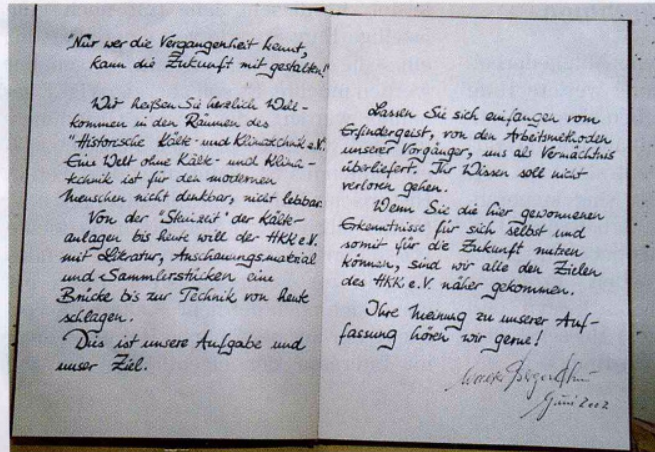 "Nur wer die Vergangenheit kennt,
kann die Zukunft mit gestalten!"
Wir heißen Sie herzlich Will-
kommen in den Räumen des
"Historische Kälte- und Klimatechnik e.V."
Eine Welt ohne Kälte- und Klima-
technik ist für den modernen
Menschen nicht denkbar, nicht lebbar.
Von der "Steinzeit" der Kälte-
anlagen bis heute will der HKK e.V.
mit Literatur, Anschauungsmaterial
und Sammlerstücken eine
Brücke bis zur Technik von heute
schlagen.
Dies ist unsere Aufgabe und
unser Ziel.
Lassen Sie sich einfangen vom
Erfindergeist, von den Arbeitsmethoden
unserer Vorgänger, uns als Vermächtnis
überliefert. Ihr Wissen soll nicht
verloren gehen.
Wenn Sie die hier gewonnenen
Erkenntnisse für sich selbst und
somit für die Zukunft nutzen
können, sind wir alle den Zielen
des HKK e.V. näher gekommen.
Ihre Meinung zu unserer Auf-
fassung hören wir gerne!
Juni 2002